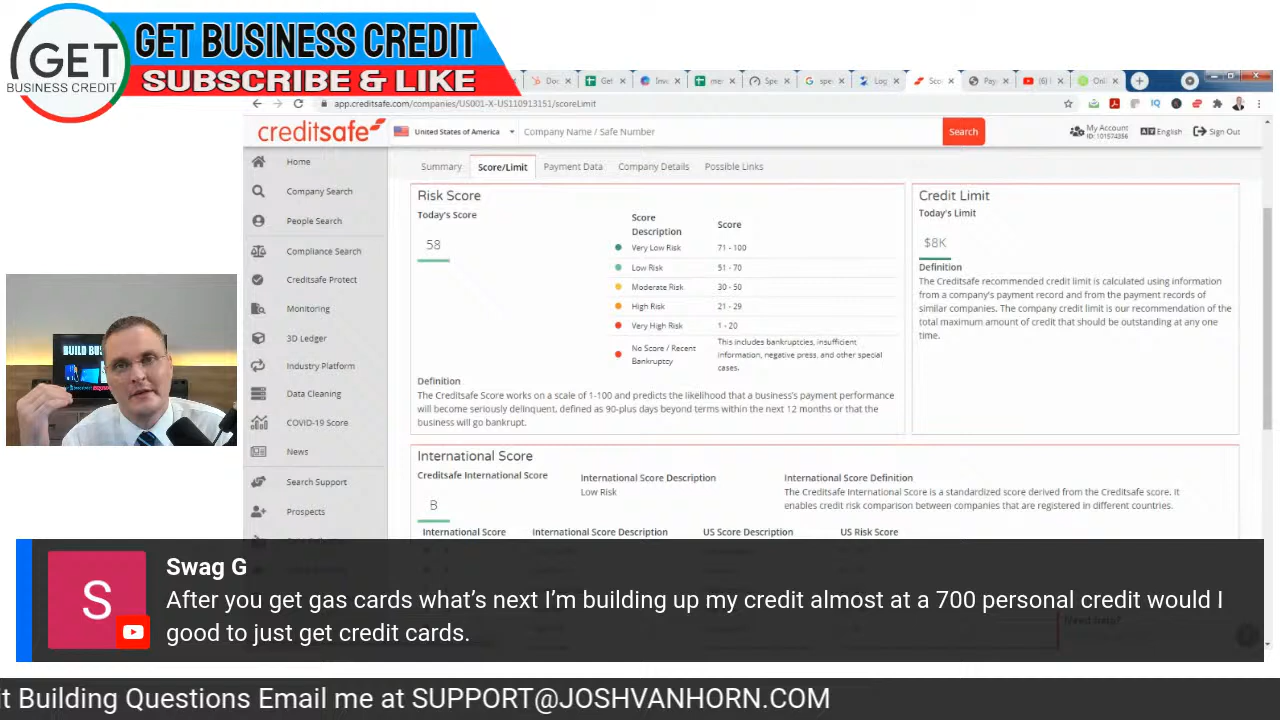 GET
BUSINESS CREDIT
GET BUSINESS CREDIT
SUBSCRIBE & LIKE
app.creditsafe.com/companies/US001-X-US110913151/scoreLimit
creditsafe
United States of America
Company Name / Safe Number
Search
My Account
ID: 101574356
English
Sign Out
Home
Company Search
People Search
Compliance Search
Creditsafe Protect
Monitoring
3D Ledger
Industry Platform
Data Cleaning
COVID-19 Score
News
Search Support
Prospects
Summary
Score/Limit
Payment Data
Company Details
Possible Links
Risk Score
Today's Score
58
Score Description
Score
Very Low Risk
71 - 100
Low Risk
51 - 70
Moderate Risk
30 - 50
High Risk
21 - 29
Very High Risk
1 - 20
No Score / Recent Bankruptcy
This includes bankruptcies, insufficient
information, negative press, and other special
cases.
Definition
The Creditsafe Score works on a scale of 1-100 and predicts the likelihood that a business's payment performance
will become seriously delinquent, defined as 90-plus days beyond terms within the next 12 months or that the
business will go bankrupt.
Credit Limit
Today's Limit
$8K
Definition
The Creditsafe recommended credit limit is calculated using information
from a company's payment record and from the payment records of
similar companies. The company credit limit is our recommendation of the
total maximum amount of credit that should be outstanding at any one
time.
International Score
Creditsafe International Score
B
International Score Description
Low Risk
International Score Definition
The Creditsafe International Score is a standardized score derived from the Creditsafe score. It
enables credit risk comparison between companies that are registered in different countries.
International Score
International Score Description
US Score Description
US Risk Score
Need help?
S
Swag G
After you get gas cards what's next I'm building up my credit almost at a 700 personal credit would I
good to just get credit cards.
it Building Questions Email me at SUPPORT@JOSHVANHORN.COM